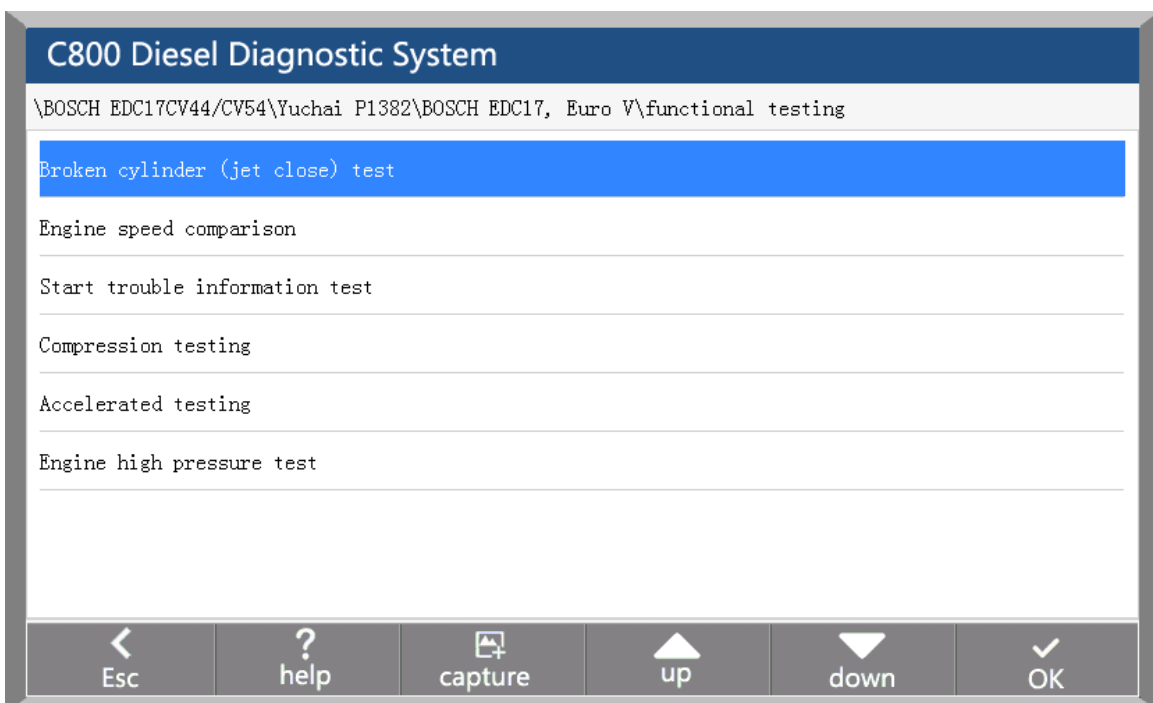 C800 Diesel Diagnostic System
\BOSCH EDC17CV44/CV54\Yuchai P1382\BOSCH EDC17, Euro V\functional testing
Broken cylinder (jet close) test
Engine speed comparison
Start trouble information test
Compression testing
Accelerated testing
Engine high pressure test
Esc help capture up down OK